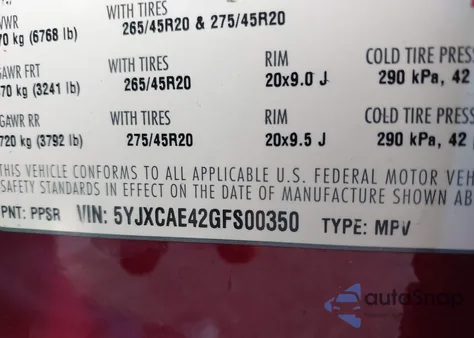 VWR WITH TIRES
70 kg (6768 lb) 265/45R20 & 275/45R20
GAWR FRT WITH TIRES RIM COLD TIRE PRESS
70 kg (3241 lb) 265/45R20 20x9.0 J 290 kPa, 42
GAWR RR WITH TIRES RIM COLD TIRE PRESS
720 kg (3792 lb) 275/45R20 20x9.5 J 290 kPa, 42
THIS VEHICLE CONFORMS TO ALL APPLICABLE U.S. FEDERAL MOTOR VEH
SAFETY STANDARDS IN EFFECT ON THE DATE OF MANUFACTURE SHOWN AB
PNT: PPSR VIN: 5YJXCAE42GFS00350 TYPE: MPV
autoSnap